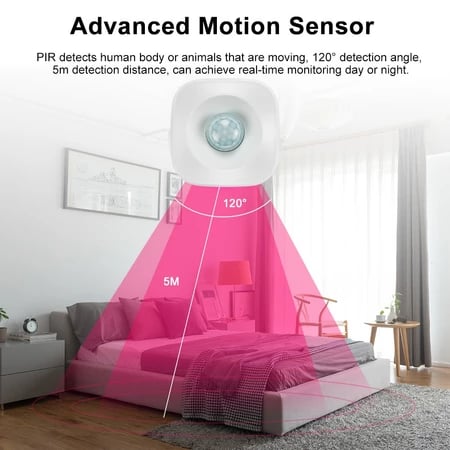 Advanced Motion Sensor
PIR detects human body or animals that are moving, 120° detection angle,
5m detection distance, can achieve real-time monitoring day or night.
120°
5M